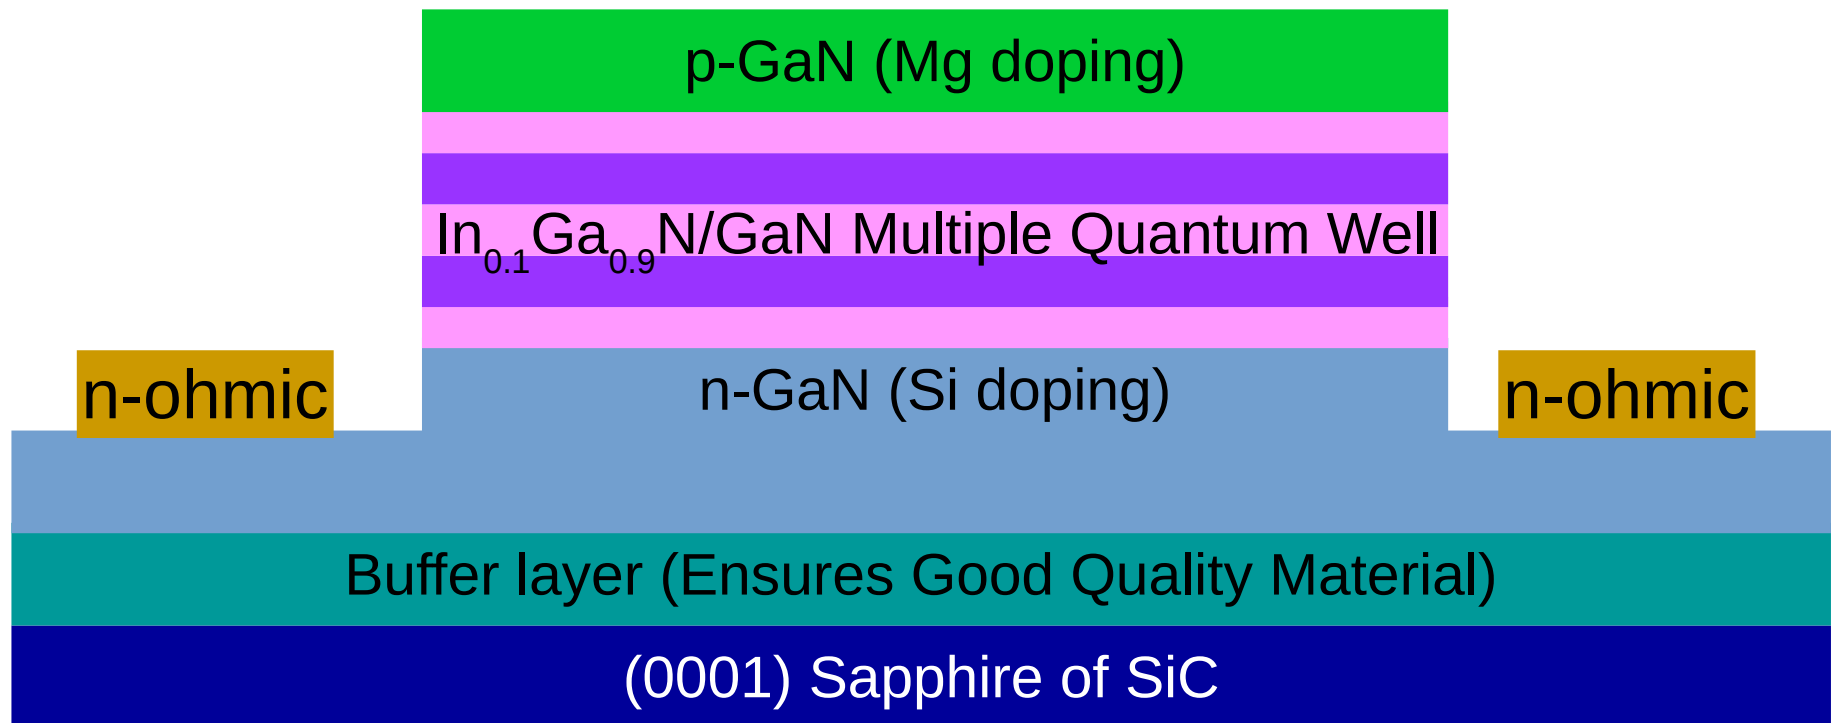 p-GaN (Mg doping)
In0.1Ga0.9N/GaN Multiple Quantum Well
n-ohmic
n-GaN (Si doping)
n-ohmic
Buffer layer (Ensures Good Quality Material)
(0001) Sapphire of SiC